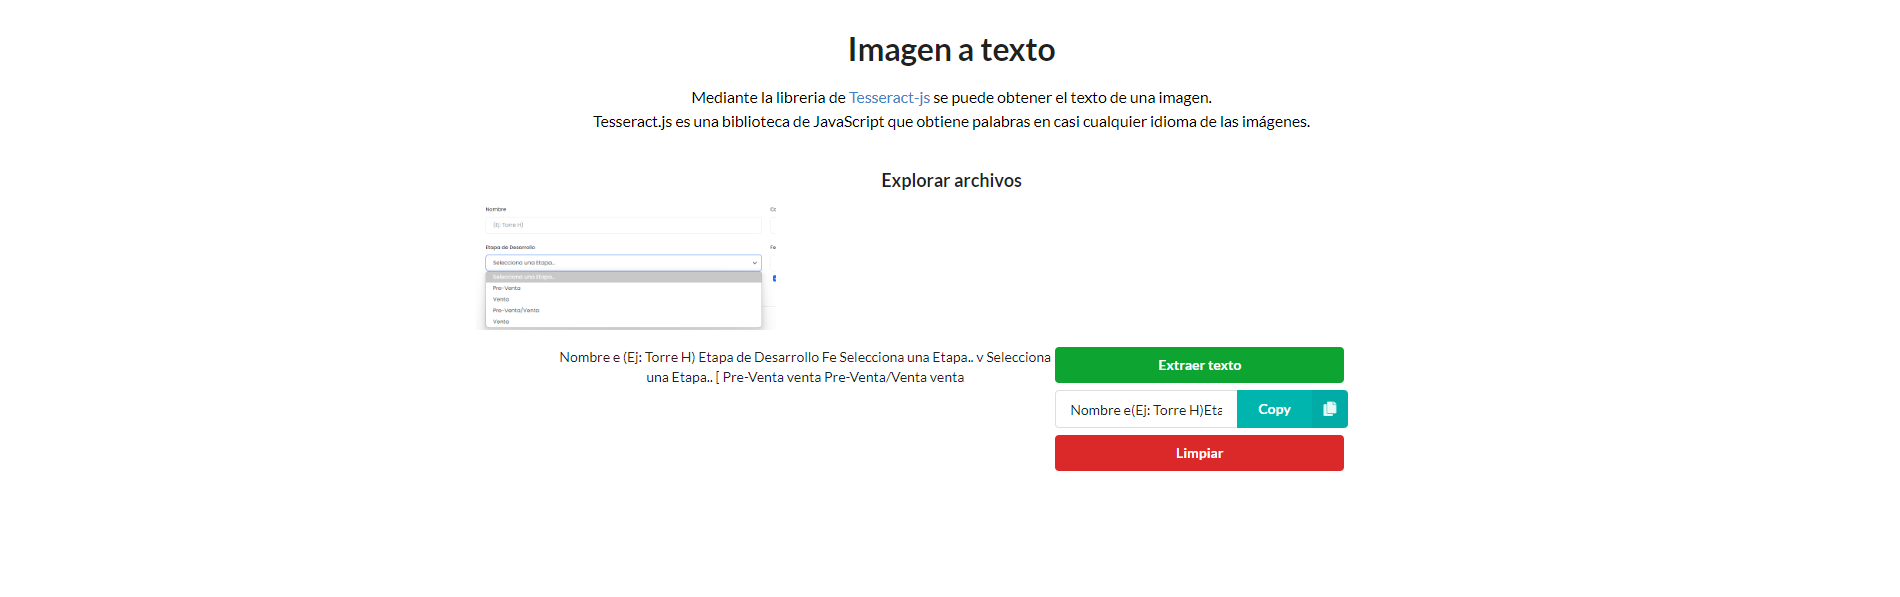 Imagen a texto
Mediante la libreria de Tesseract-js se puede obtener el texto de una imagen.
Tesseract.js es una biblioteca de JavaScript que obtiene palabras en casi cualquier idioma de las imágenes.
Explorar archivos
Nombre
(Ej: Torre H)
Etapa de Desarrollo Fe
Selecciona una Etapa...
Selecciona una Etapa...
Pre-Venta
Venta
Pre-Venta/Venta
Venta
Nombre e (Ej: Torre H) Etapa de Desarrollo Fe Selecciona una Etapa.. v Selecciona
una Etapa.. [ Pre-Venta venta Pre-Venta/Venta venta
Extraer texto
Nombre e(Ej: Torre H)Eta
Copy
Limpiar